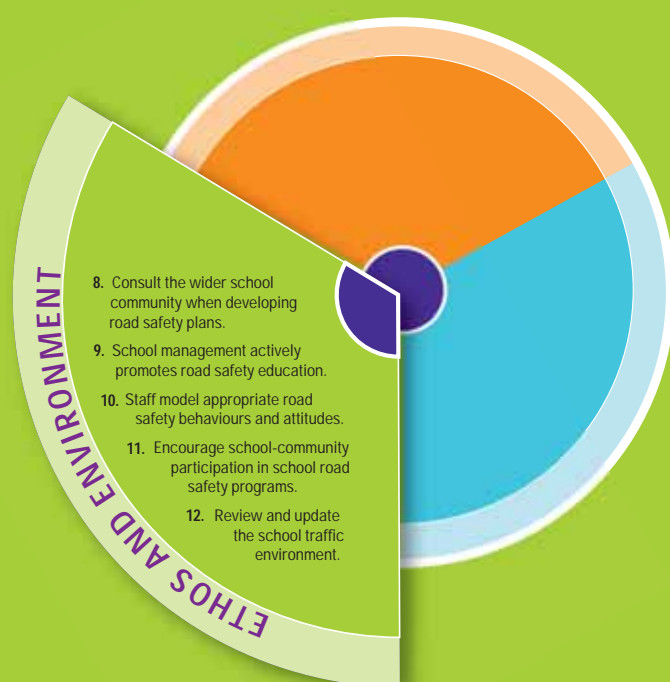 8. Consult the wider school
community when developing
road safety plans.
9. School management actively
promotes road safety education.
10. Staff model appropriate road
safety behaviours and attitudes.
11. Encourage school-community
participation in school road
safety programs.
12. Review and update
the school traffic
environment.
ETHOS AND ENVIRONMENT